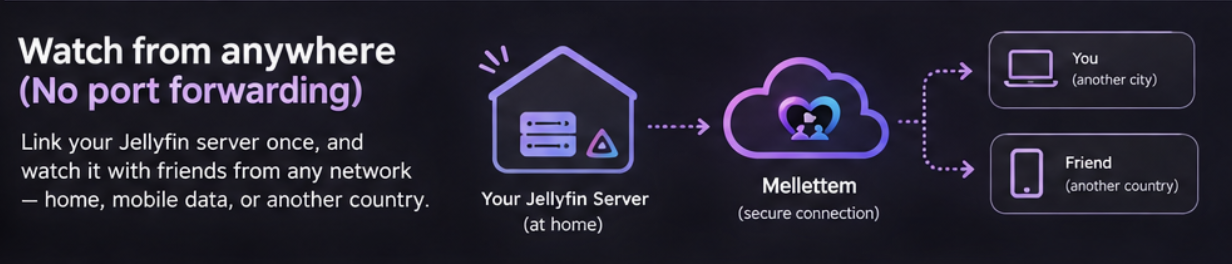 Watch from anywhere
(No port forwarding)
Link your Jellyfin server once, and
watch it with friends from any network
— home, mobile data, or another country.
Your Jellyfin Server
(at home)
Mellettem
(secure connection)
You
(another city)
Friend
(another country)